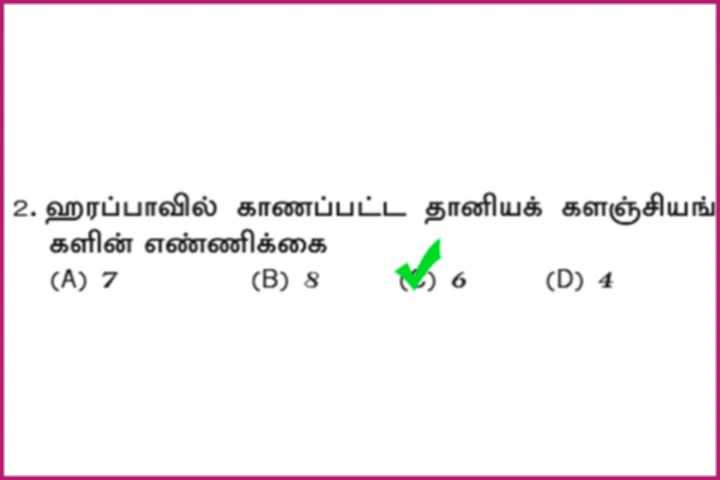 2. ஹரப்பாவில் காணப்பட்ட தானியக் களஞ்சியங்
களின் எண்ணிக்கை
(A) 7 (B) 8 (C) 6 (D) 4